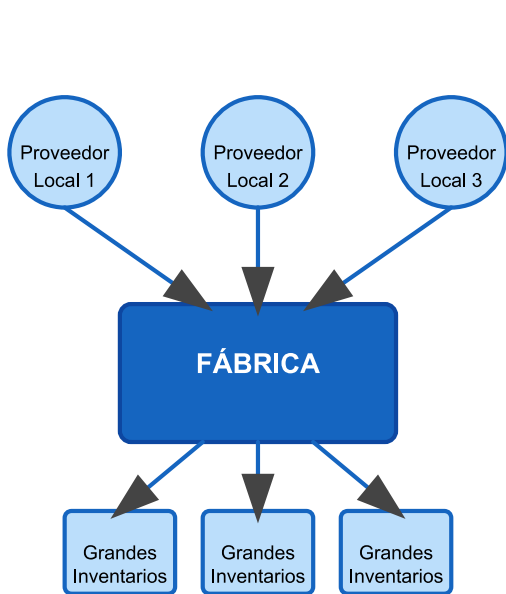 Proveedor
Local 1
Proveedor
Local 2
Proveedor
Local 3
FÁBRICA
Grandes
Inventarios
Grandes
Inventarios
Grandes
Inventarios